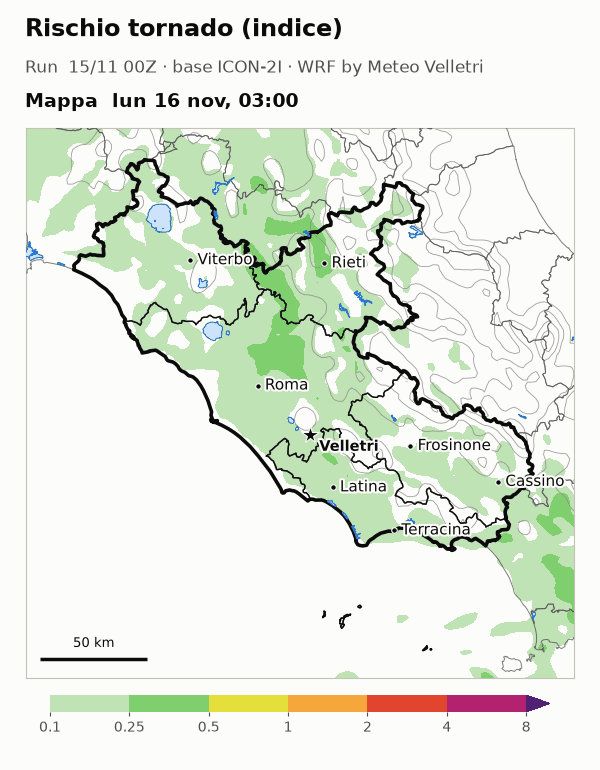 Rischio tornado (indice)
Run  15/11 00Z · base ICON-2I · WRF by Meteo Velletri
Mappa  lun 16 nov, 03:00
Viterbo
Rieti
Roma
Velletri
Frosinone
Cassino
Latina
Terracina
50 km
0.1 0.25 0.5 1 2 4 8